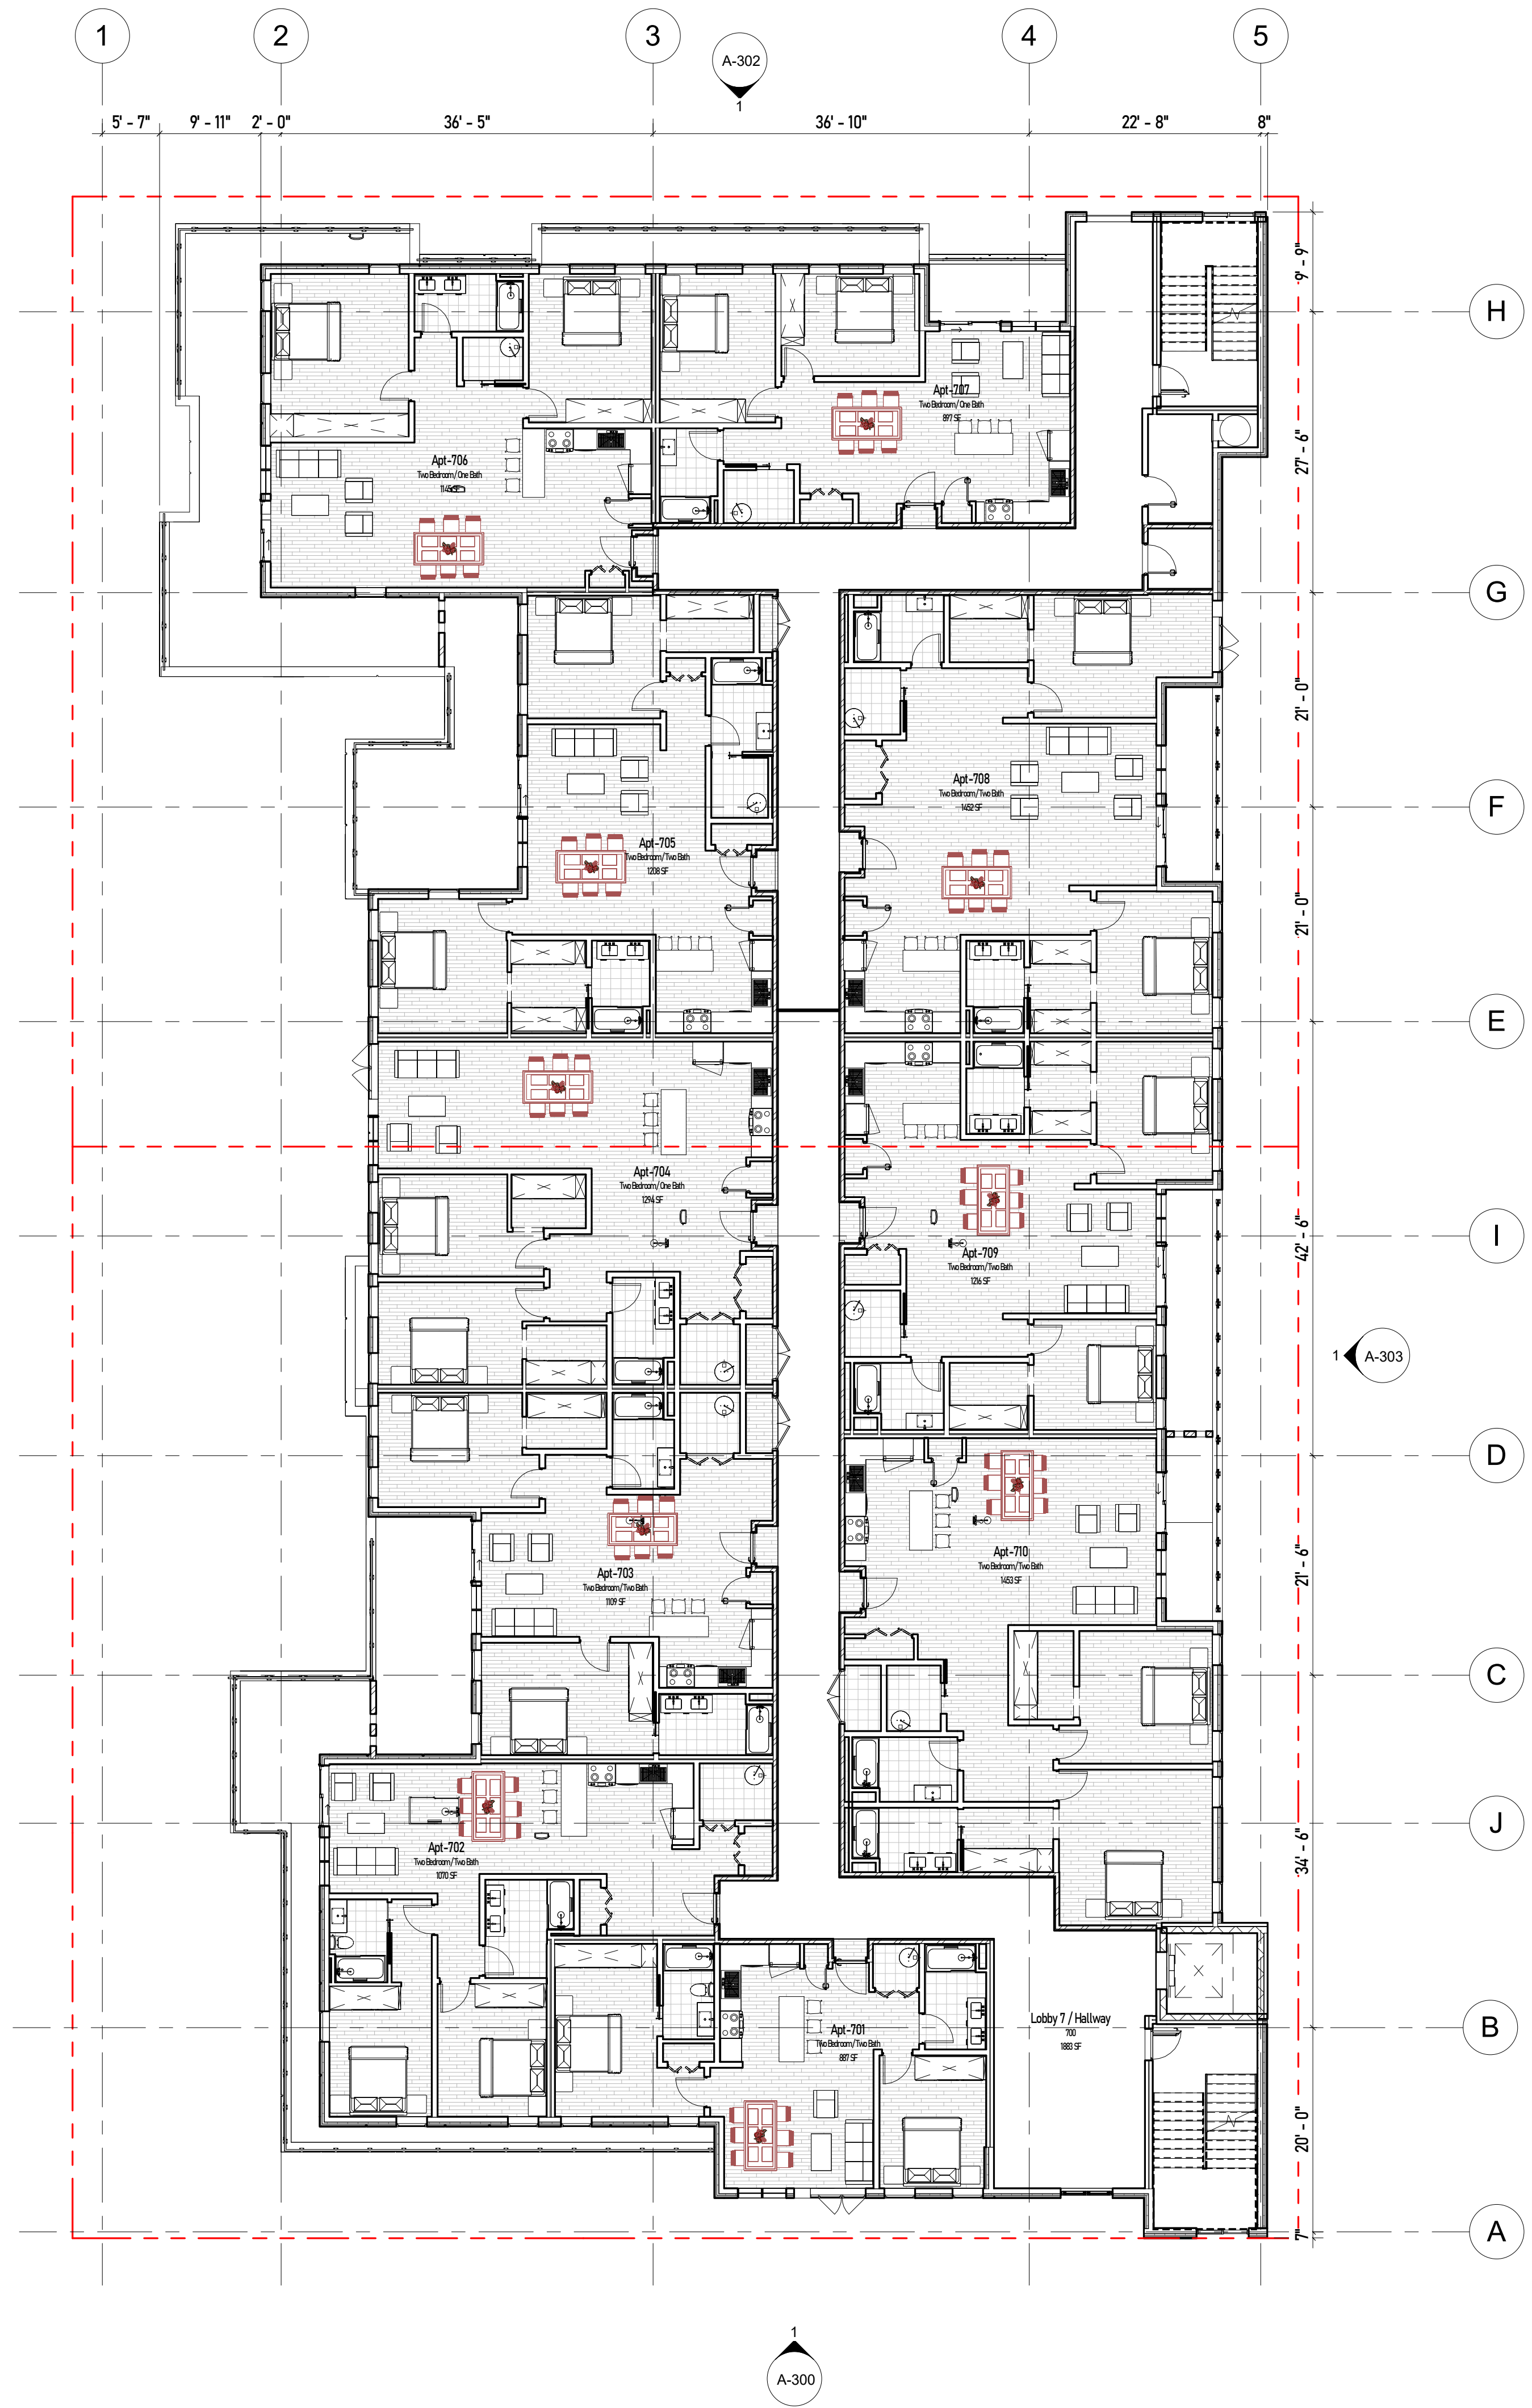 1
2
3
4
5
A-302
1
5' - 7"
9' - 11"
2' - 0"
36' - 5"
36' - 10"
22' - 8"
8"
9' - 9"
H
27' - 6"
Apt-707
Two Bedroom/One Bath
897 SF
Apt-706
Two Bedroom/One Bath
1145 SF
G
21' - 0"
Apt-708
Two Bedroom/Two Bath
1452 SF
F
Apt-705
Two Bedroom/Two Bath
1208 SF
21' - 0"
E
Apt-704
Two Bedroom/One Bath
1294 SF
42' - 6"
I
Apt-709
Two Bedroom/Two Bath
1216 SF
1
A-303
D
Apt-710
Two Bedroom/Two Bath
1453 SF
21' - 6"
Apt-703
Two Bedroom/Two Bath
1109 SF
C
J
34' - 6"
Apt-702
Two Bedroom/Two Bath
1070 SF
Lobby 7 / Hallway
700
1883 SF
B
Apt-701
Two Bedroom/Two Bath
887 SF
20' - 0"
7"
A
1
A-300